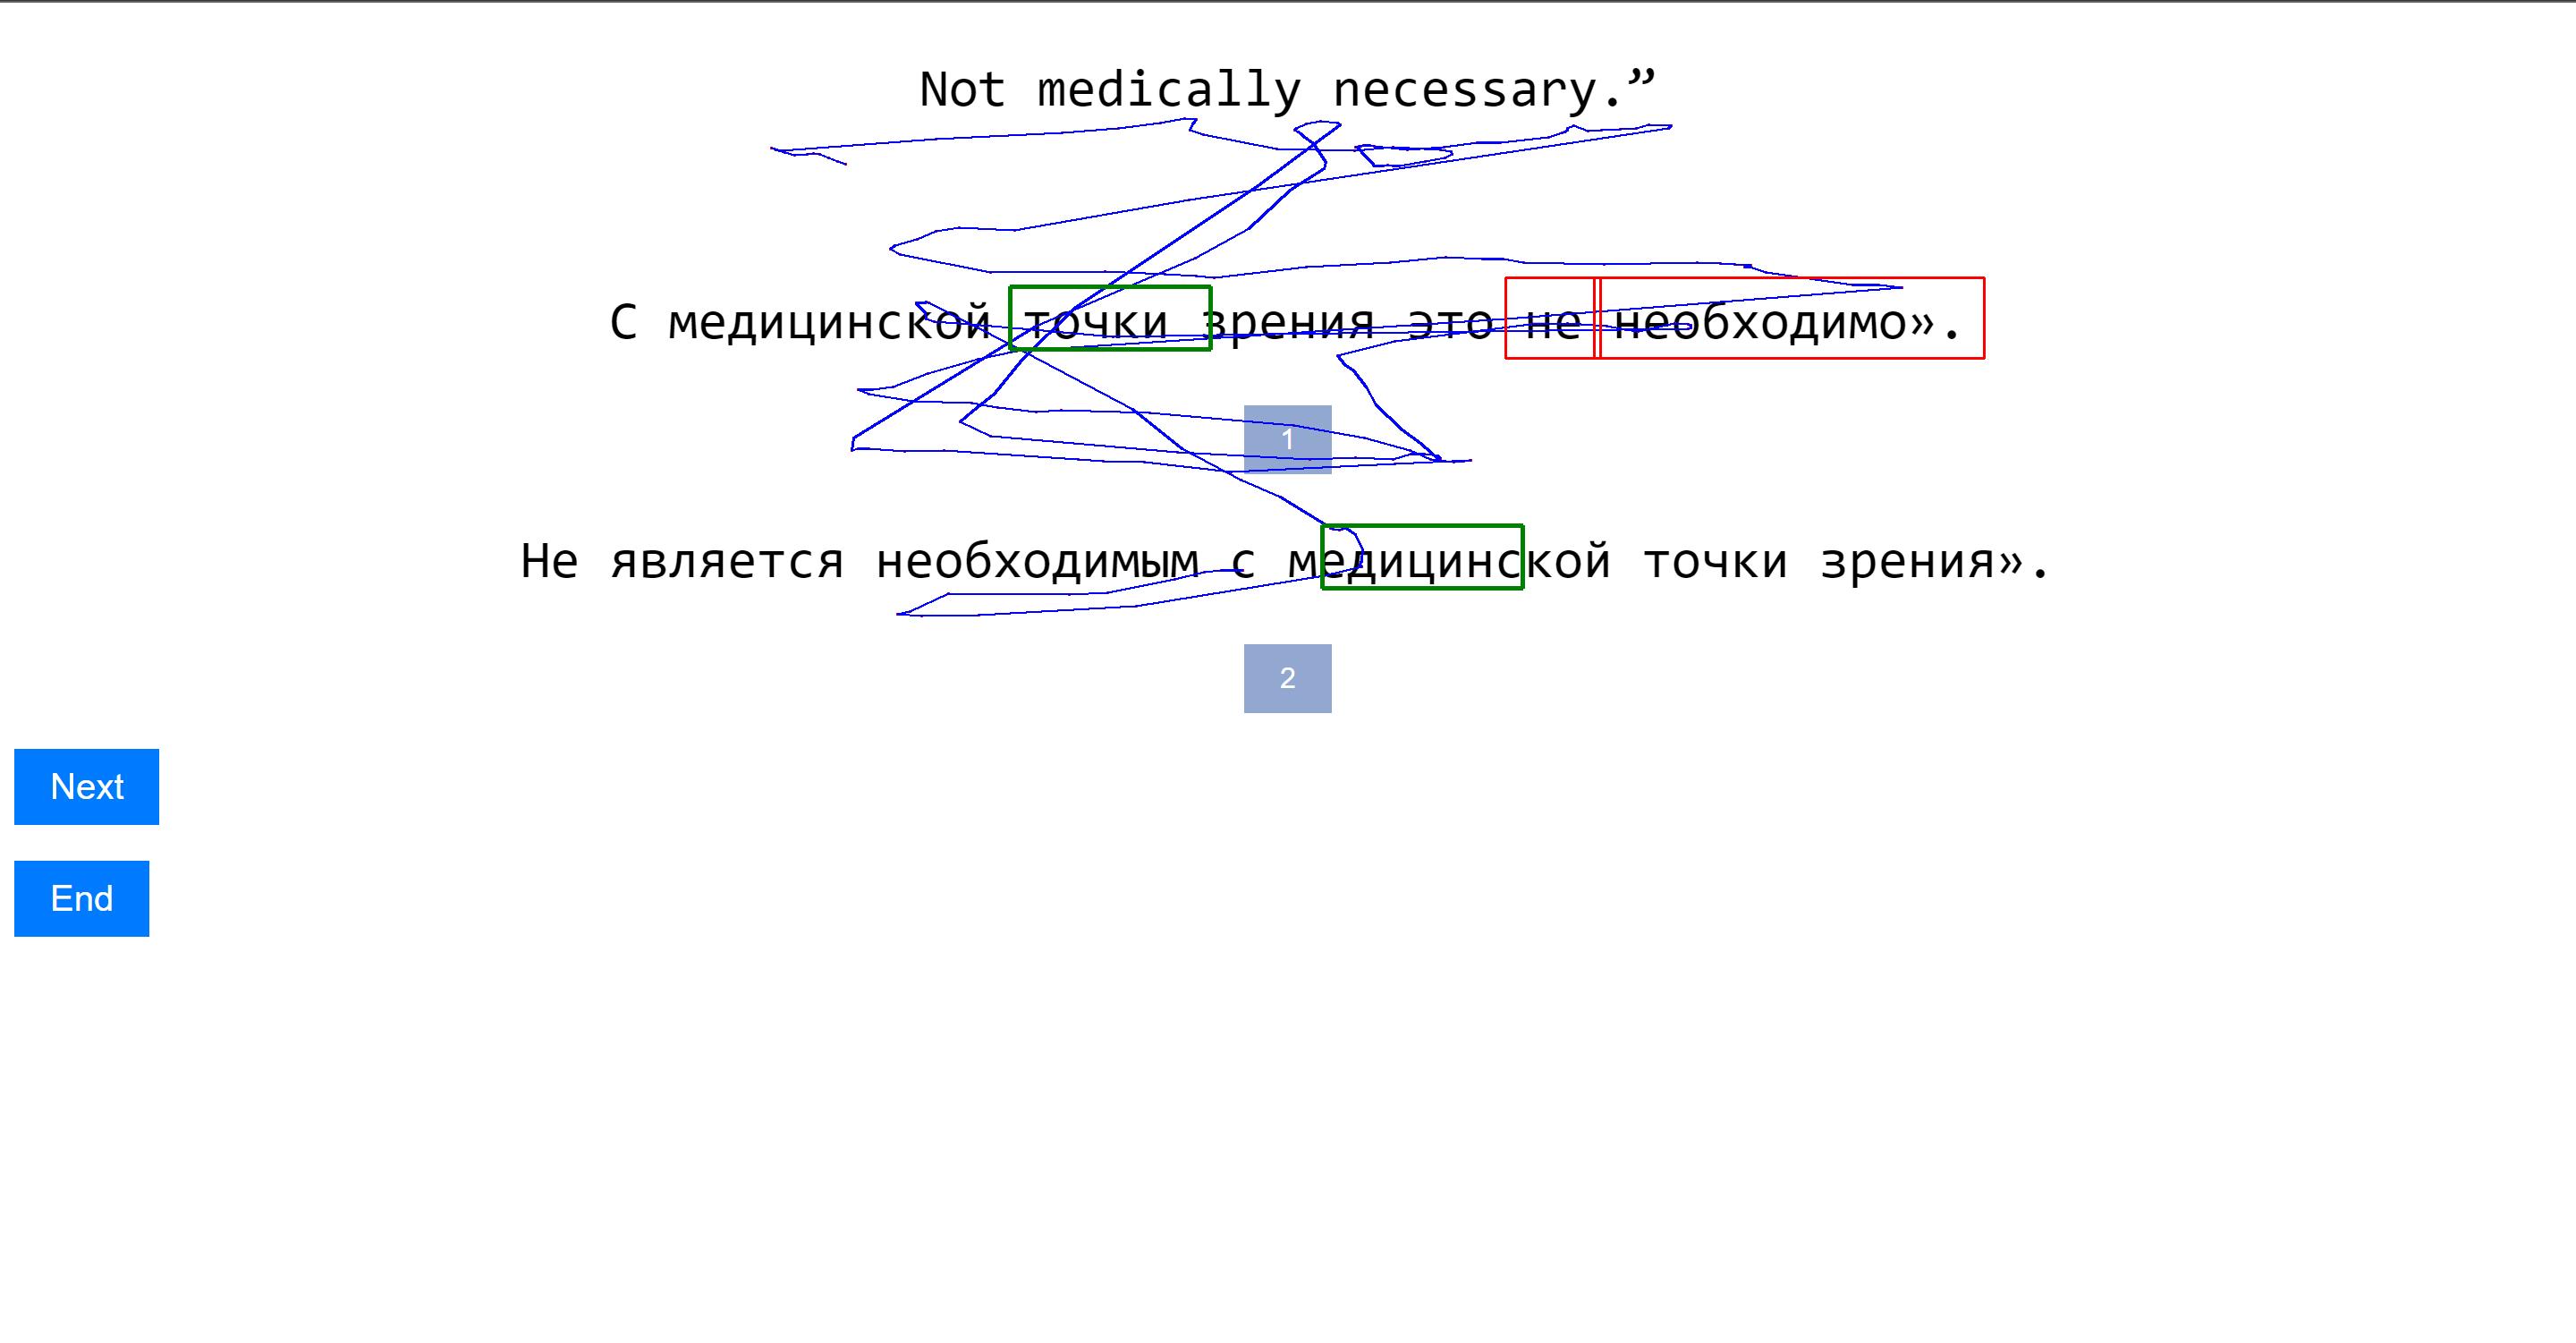 Not medically necessary.”
С медицинской точки зрения это не необходимо».
1
Не является необходимым с медицинской точки зрения».
2
Next
End